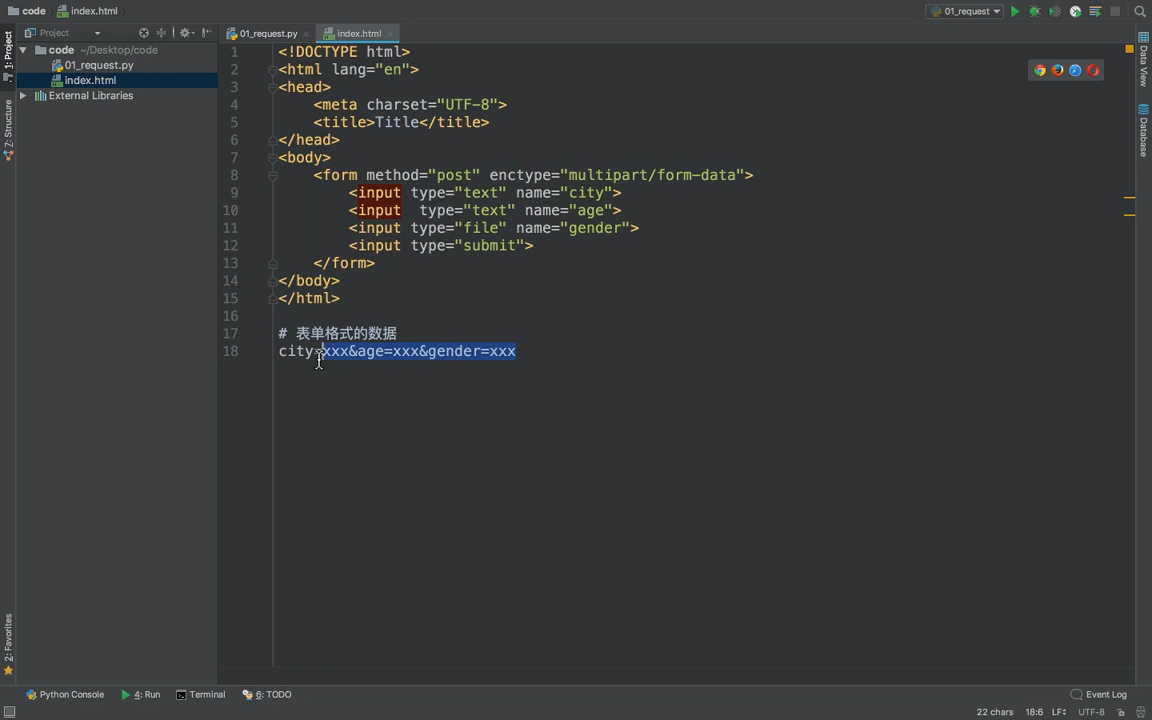 code index.html
01_request
Project
01_request.py
index.html
code ~/Desktop/code
01_request.py
index.html
External Libraries
1: Project
Z: Structure
2: Favorites
Data View
Database
1 <!DOCTYPE html>
2 <html lang="en">
3 <head>
4 <meta charset="UTF-8">
5 <title>Title</title>
6 </head>
7 <body>
8 <form method="post" enctype="multipart/form-data">
9 <input type="text" name="city">
10 <input  type="text" name="age">
11 <input type="file" name="gender">
12 <input type="submit">
13 </form>
14 </body>
15 </html>
16
17 # 表单格式的数据
18 city=xxx&age=xxx&gender=xxx
Python Console
4: Run
Terminal
6: TODO
Event Log
22 chars 18:6 LF UTF-8